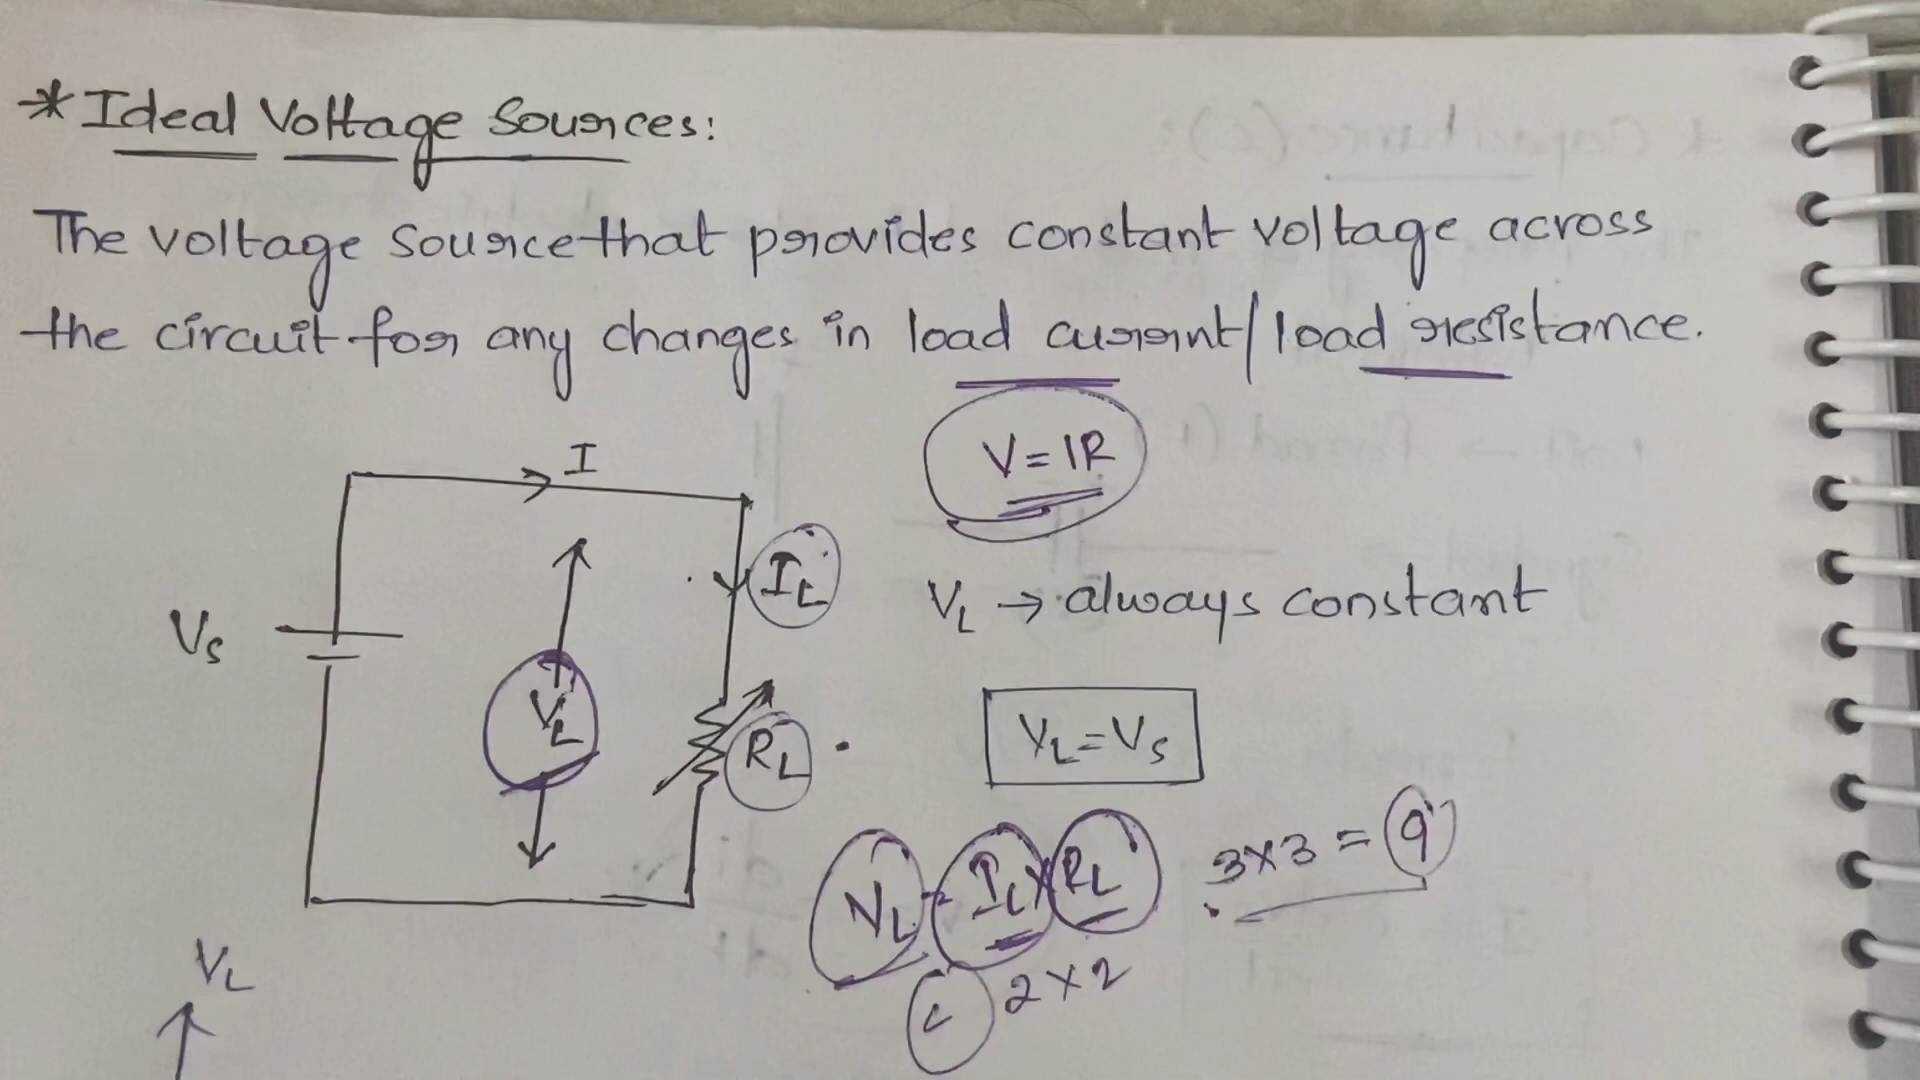 * Ideal Voltage Sources:
The voltage source that provides constant voltage across
the circuit for any changes in load currnt/load resistance.
V=IR
I
IL
VL → always constant
Vs
VL
RL
VL=Vs
VL=IL×RL
3×3=9
2×2
VL